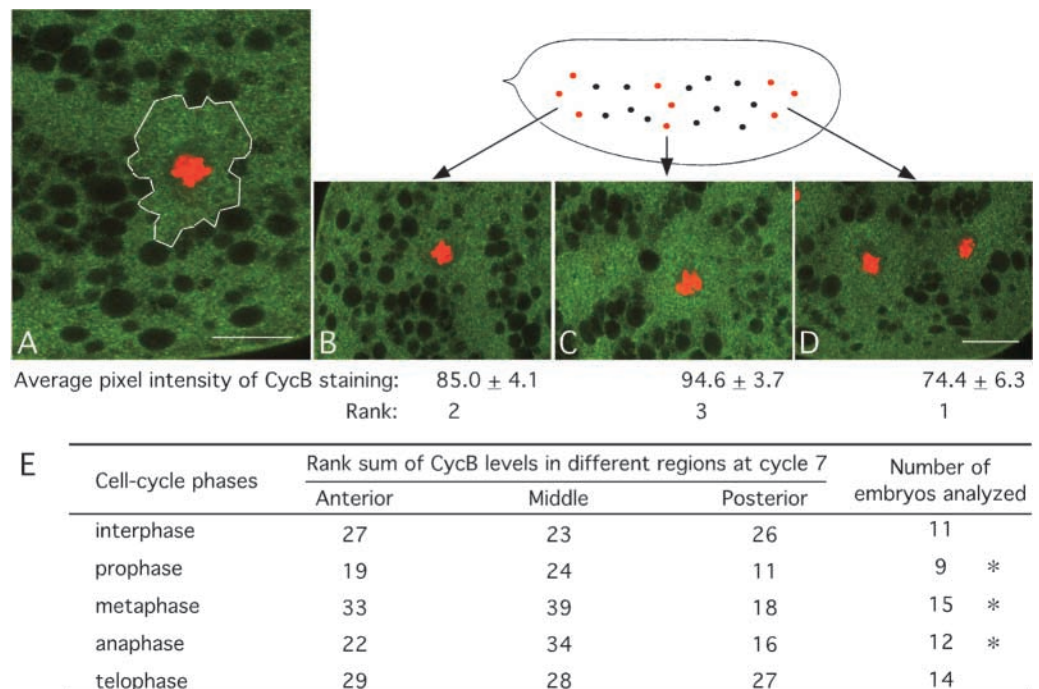 A
B
C
D
Average pixel intensity of CycB staining: 85.0 ± 4.1 94.6 ± 3.7 74.4 ± 6.3
Rank: 2 3 1
E
Cell-cycle phases Rank sum of CycB levels in different regions at cycle 7 Number of embryos analyzed
Anterior Middle Posterior
interphase 27 23 26 11
prophase 19 24 11 9 *
metaphase 33 39 18 15 *
anaphase 22 34 16 12 *
telophase 29 28 27 14